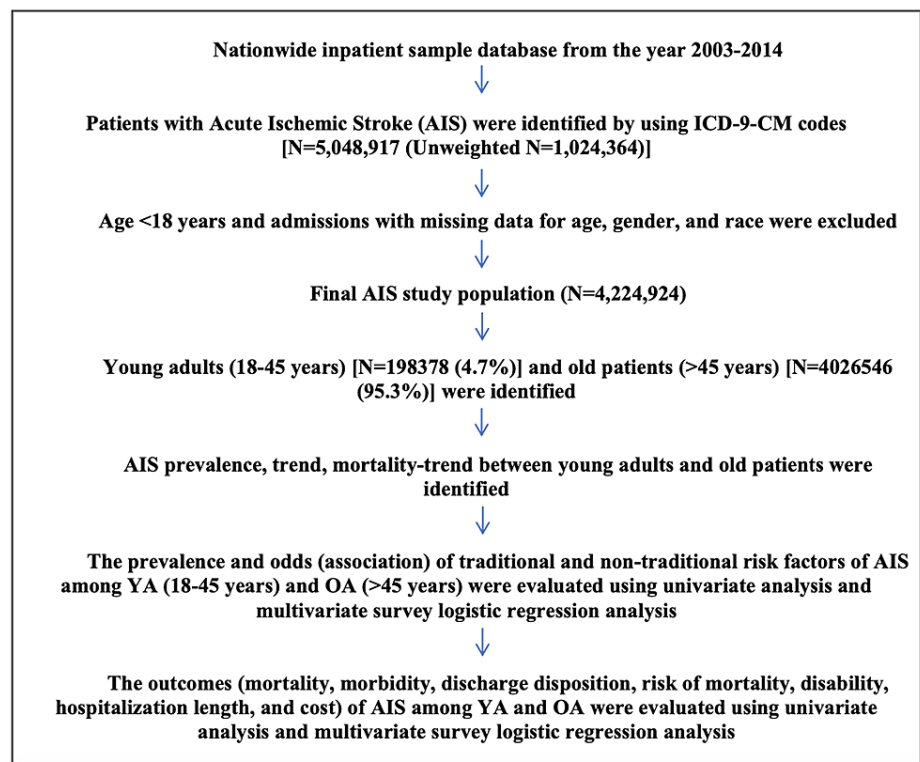 Nationwide inpatient sample database from the year 2003-2014
Patients with Acute Ischemic Stroke (AIS) were identified by using ICD-9-CM codes
[N=5,048,917 (Unweighted N=1,024,364)]
Age <18 years and admissions with missing data for age, gender, and race were excluded
Final AIS study population (N=4,224,924)
Young adults (18-45 years) [N=198378 (4.7%)] and old patients (>45 years) [N=4026546
(95.3%)] were identified
AIS prevalence, trend, mortality-trend between young adults and old patients were
identified
The prevalence and odds (association) of traditional and non-traditional risk factors of AIS
among YA (18-45 years) and OA (>45 years) were evaluated using univariate analysis and
multivariate survey logistic regression analysis
The outcomes (mortality, morbidity, discharge disposition, risk of mortality, disability,
hospitalization length, and cost) of AIS among YA and OA were evaluated using univariate
analysis and multivariate survey logistic regression analysis